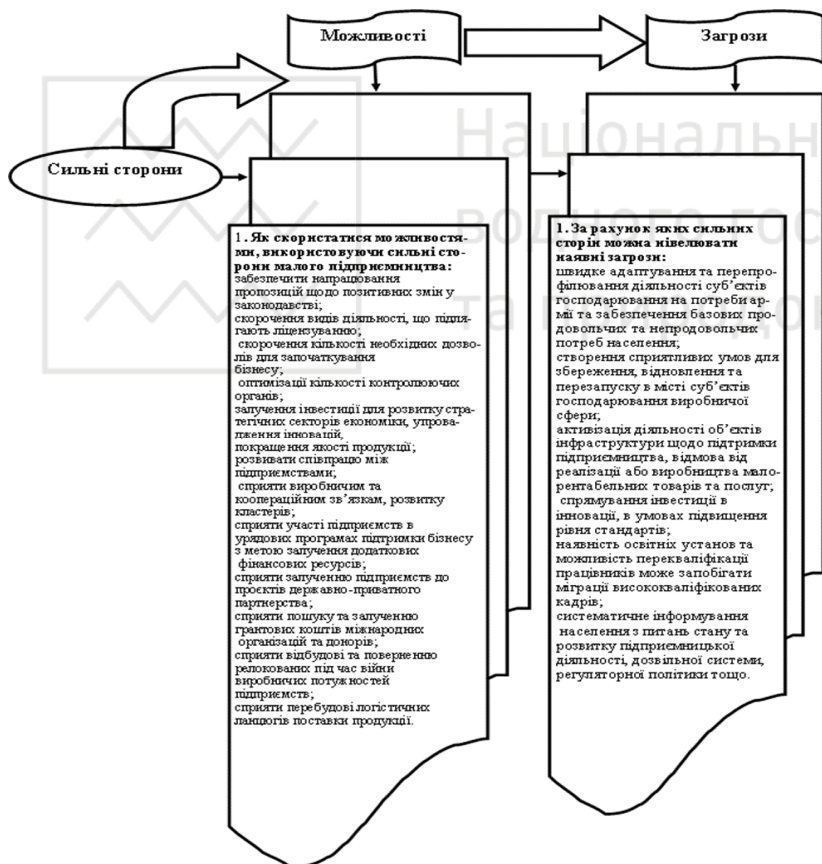 Можливості
Загрози
Національн
Сильні сторони
водного гос
1. Як скористатися можливостя-
ми, використовуючи сильні сто-
рони малого підприємництва:
забезпечити напрацювання
пропозицій щодо позитивних змін у
законодавстві;
скорочення видів діяльності, що підля-
гають ліцензуванню;
скорочення кількості необхідних дозво-
лів для започаткування
бізнесу;
оптимізації кількості контролюючих
органів;
залучення інвестиції для розвитку стра-
тегічних секторів економіки, упрова-
дження інновацій,
покращення якості продукції;
розвивати співпрацю між
підприємствами;
сприяти виробничим та
коопераційним зв’язкам, розвитку
кластерів;
сприяти участі підприємств в
урядових програмах підтримки бізнесу
з метою залучення додаткових
фінансових ресурсів;
сприяти залученню підприємств до
проєктів державно-приватного
партнерства;
сприяти пошуку та залученню
грантових коштів міжнародних
організацій та донорів;
сприяти відбудові та поверненню
релокованих під час війни
виробничих потужностей
підприємств;
сприяти перебудові логістичних
ланцюгів поставки продукції.
1. За рахунок яких сильних
сторін можна нівелювати
наявні загрози:
швидке адаптування та перепро-
філювання діяльності суб’єктів
господарювання на потреби ар-
мії та забезпечення базових про-
довольчих та непродовольчих
потреб населення;
створення сприятливих умов для
збереження, відновлення та
перезапуску в місті суб’єктів
господарювання виробничої
сфери;
активізація діяльності об’єктів
інфраструктури щодо підтримки
підприємництва, відмова від
реалізації або виробництва мало-
рентабельних товарів та послуг;
спрямування інвестиції в
інновації, в умовах підвищення
рівня стандартів;
наявність освітніх установ та
можливість перекваліфікації
працівників може запобігати
міграції висококваліфікованих
кадрів;
систематичне інформування
населення з питань стану та
розвитку підприємницької
діяльності, дозвільної системи,
регуляторної політики тощо.